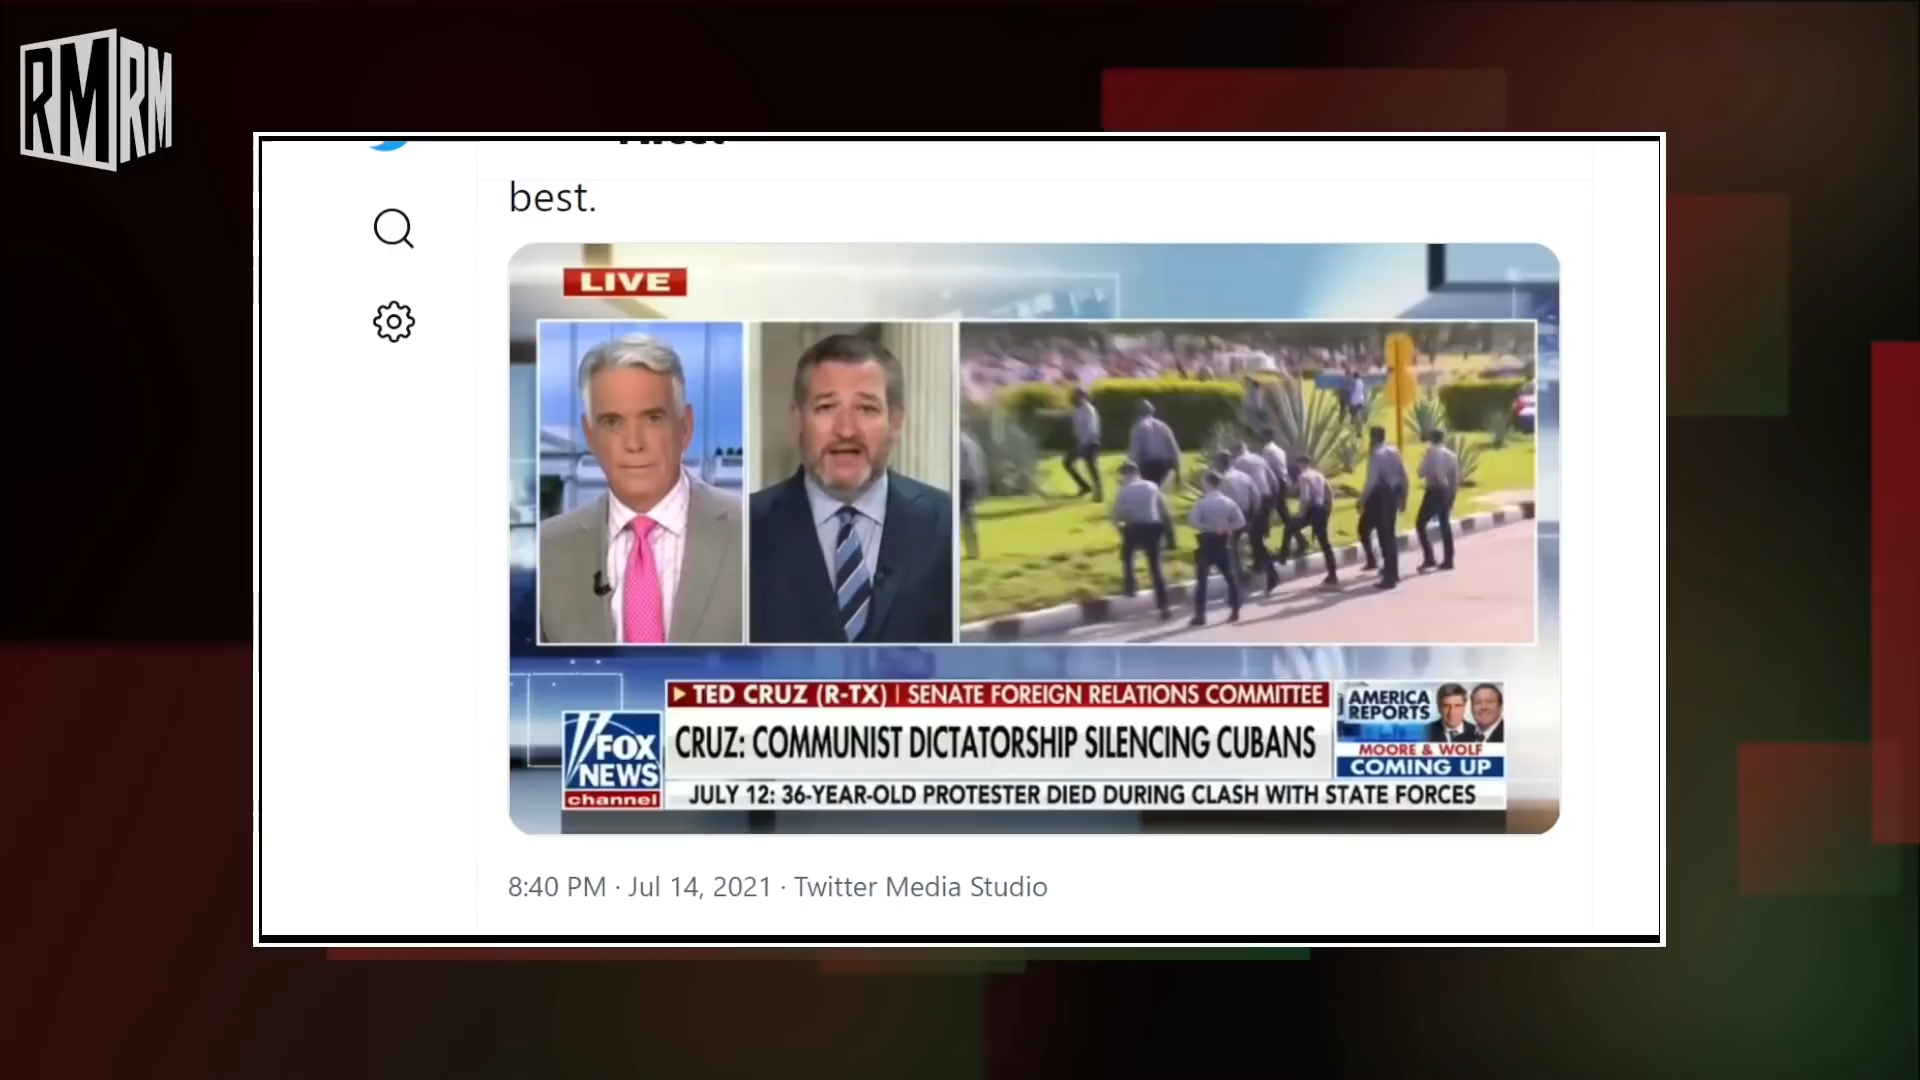 RMRM
Tweet
best.
LIVE
TED CRUZ (R-TX) | SENATE FOREIGN RELATIONS COMMITTEE
CRUZ: COMMUNIST DICTATORSHIP SILENCING CUBANS
JULY 12: 36-YEAR-OLD PROTESTER DIED DURING CLASH WITH STATE FORCES
FOX
NEWS
channel
AMERICA
REPORTS
MOORE & WOLF
COMING UP
8:40 PM · Jul 14, 2021 · Twitter Media Studio